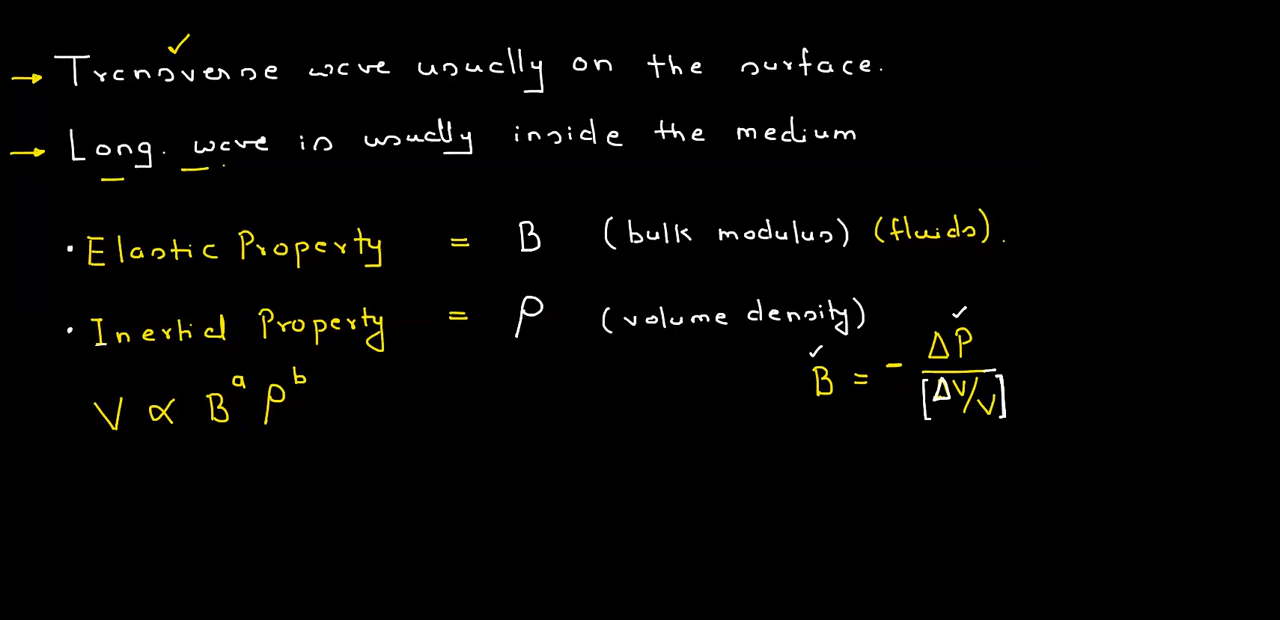 → Transverse wave usually on the surface.
→ Long. wave is usually inside the medium
· Elastic Property = B (bulk modulus) (fluids).
· Inertial Property = ρ (volume density)
V ∝ B^a ρ^b
B = - ΔP / [ΔV/V]